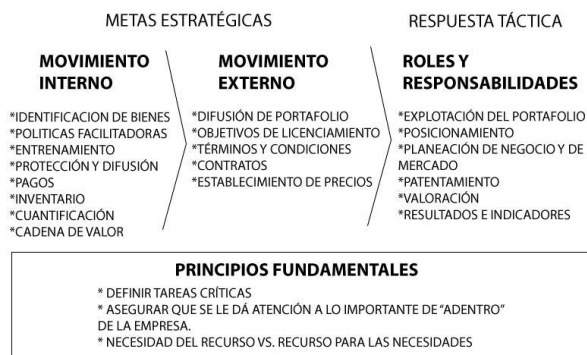 METAS ESTRATÉGICAS
RESPUESTA TÁCTICA
MOVIMIENTO
INTERNO
*IDENTIFICACION DE BIENES
*POLITICAS FACILITADORAS
*ENTRENAMIENTO
*PROTECCIÓN Y DIFUSIÓN
*PAGOS
*INVENTARIO
*CUANTIFICACIÓN
*CADENA DE VALOR
MOVIMIENTO
EXTERNO
*DIFUSIÓN DE PORTAFOLIO
*OBJETIVOS DE LICENCIAMIENTO
*TÉRMINOS Y CONDICIONES
*CONTRATOS
*ESTABLECIMIENTO DE PRECIOS
ROLES Y
RESPONSABILIDADES
*EXPLOTACIÓN DEL PORTAFOLIO
*POSICIONAMIENTO
*PLANEACIÓN DE NEGOCIO Y DE
MERCADO
*PATENTAMIENTO
*VALORACIÓN
*RESULTADOS E INDICADORES
PRINCIPIOS FUNDAMENTALES
* DEFINIR TAREAS CRÍTICAS
* ASEGURAR QUE SE LE DÁ ATENCIÓN A LO IMPORTANTE DE “ADENTRO”
DE LA EMPRESA.
* NECESIDAD DEL RECURSO VS. RECURSO PARA LAS NECESIDADES